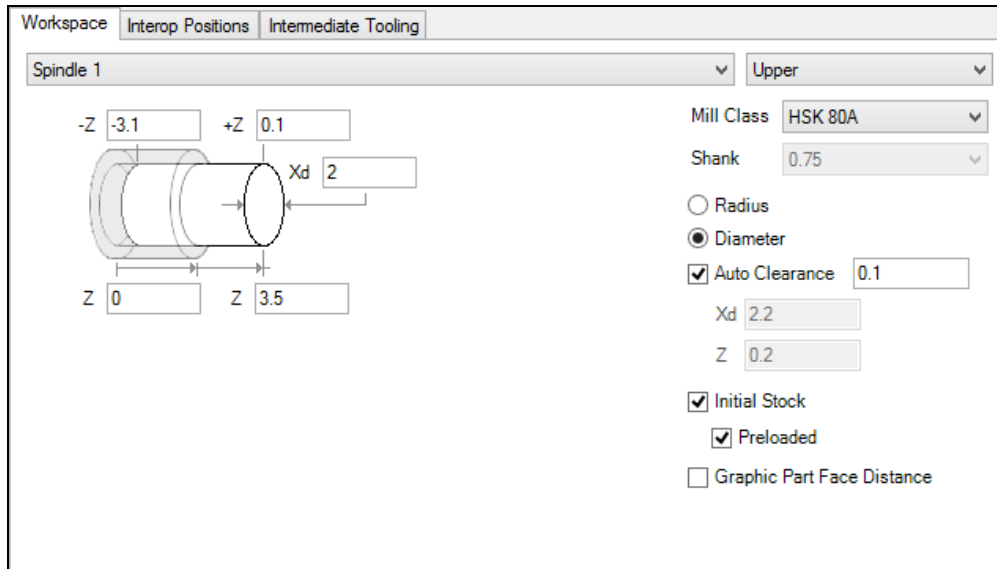 Workspace Interop Positions Intermediate Tooling
Spindle 1 Upper
-Z -3.1 +Z 0.1
Xd 2
Z 0 Z 3.5
Mill Class HSK 80A
Shank 0.75
Radius
Diameter
Auto Clearance 0.1
Xd 2.2
Z 0.2
Initial Stock
Preloaded
Graphic Part Face Distance